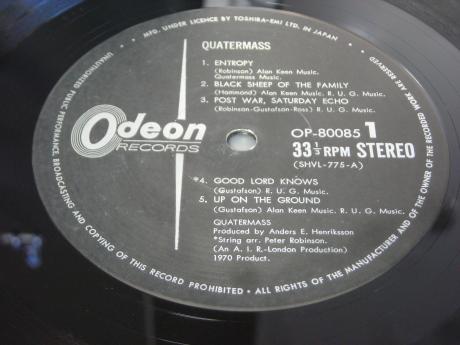 MFG. UNDER LICENCE BY TOSHIBA-EMI LTD. IN JAPAN •
UNAUTHORIZED PUBLIC PERFORMANCE, BROADCASTING AND COPYING OF THIS RECORD PROHIBITED • ALL RIGHTS OF THE MANUFACTURER AND OF THE OWNER OF THE RECORDED WORK ARE RESERVED
QUATERMASS
1. ENTROPY
(Robinson) Alan Keen Music.
Quatermass Music.
2. BLACK SHEEP OF THE FAMILY
(Hammond) Alan Keen Music. R. U. G. Music.
3. POST WAR, SATURDAY ECHO
(Robinson-Gustafson-Ross) R. U. G. Music.
Odeon
RECORDS
OP-80085 1
33 1/3 RPM STEREO
(SHVL-775-A)
*4. GOOD LORD KNOWS
(Gustafson) R. U. G. Music.
5. UP ON THE GROUND
(Gustafson) Alan Keen Music. R. U. G. Music.
QUATERMASS
Produced by Anders E. Henriksson
*String arr. Peter Robinson.
(An A. I. R.-London Production)
1970 Product.